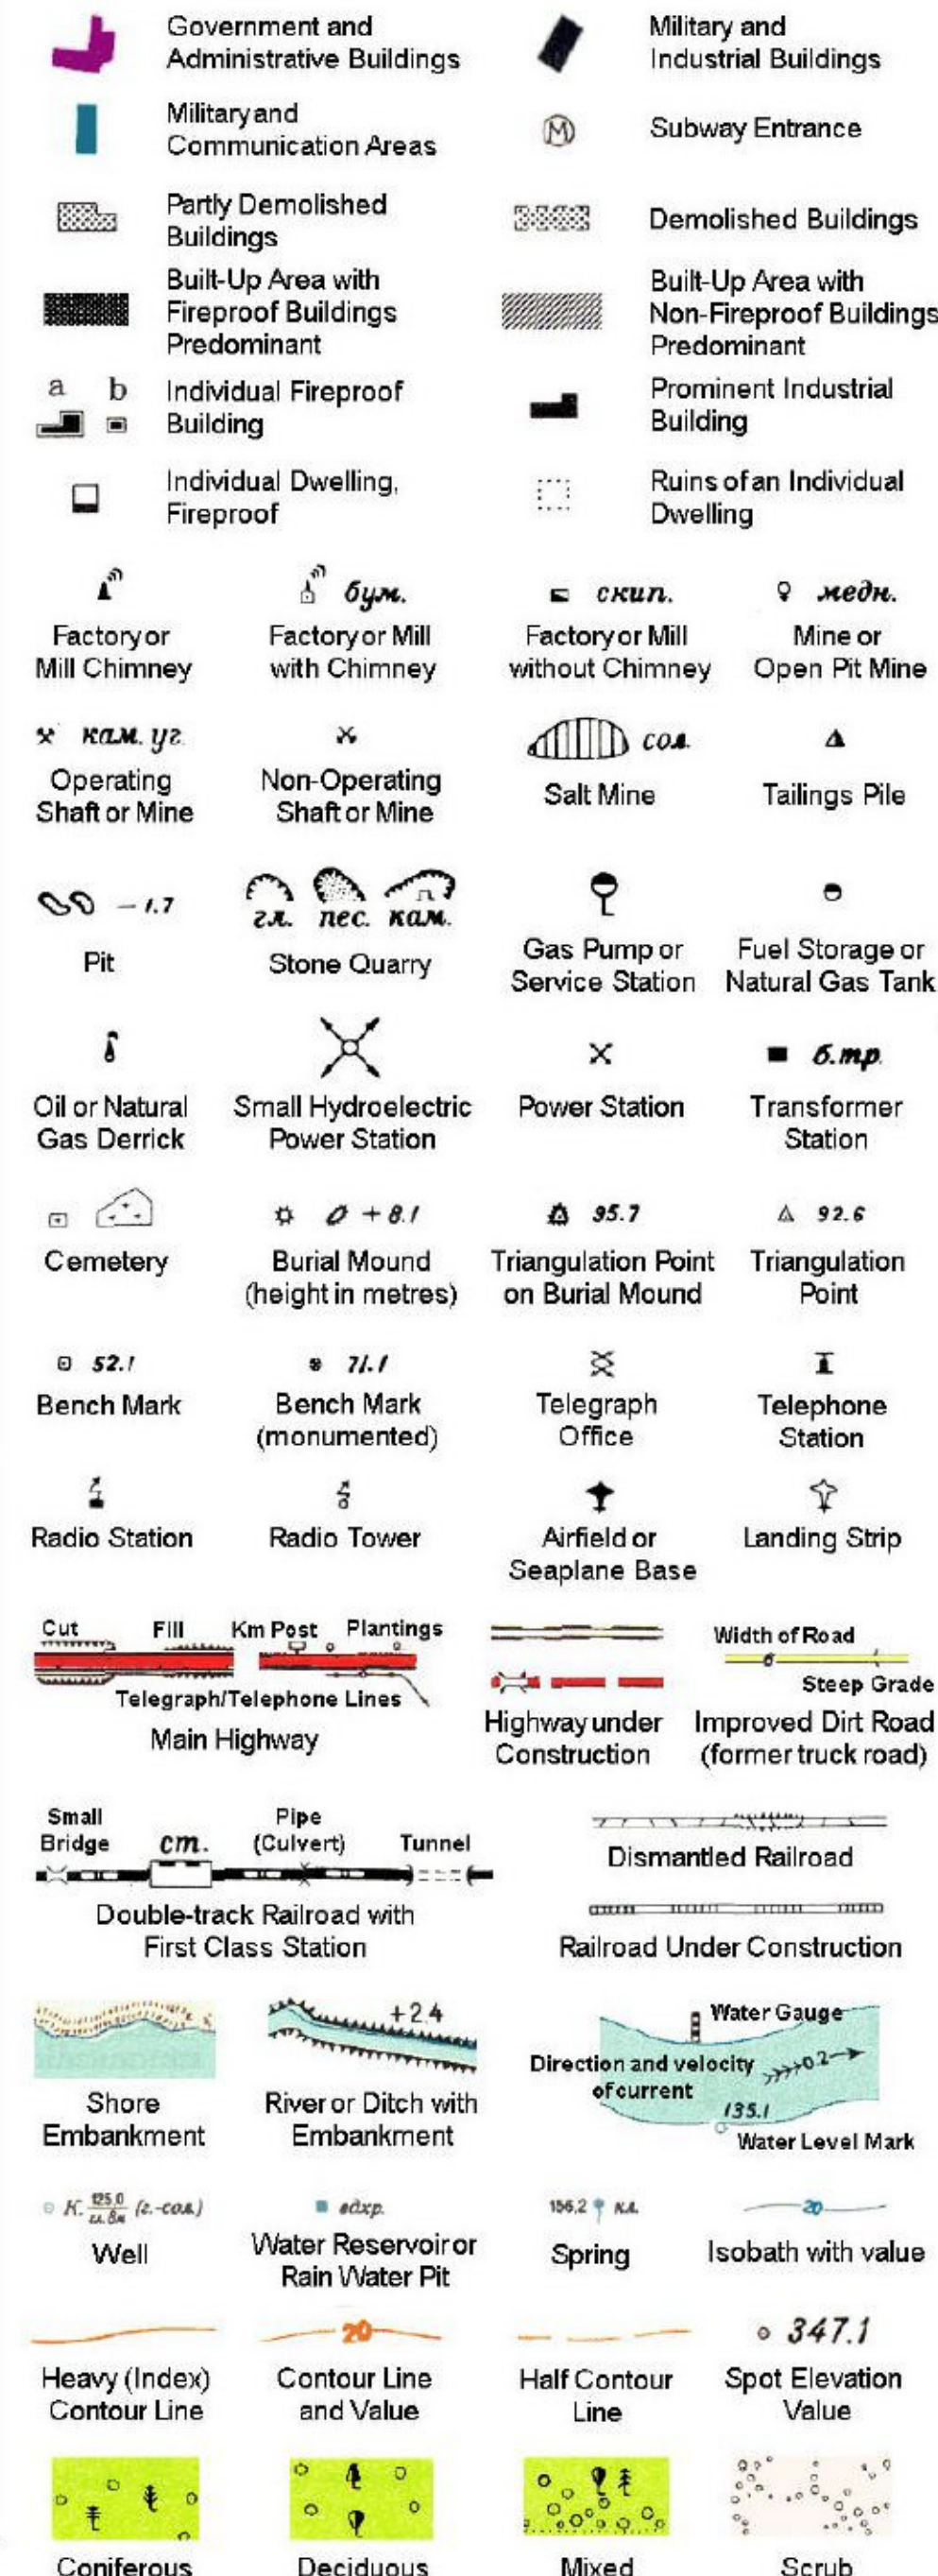 Government and
Administrative Buildings
Military and
Industrial Buildings
Military and
Communication Areas
Subway Entrance
M
Partly Demolished
Buildings
Demolished Buildings
Built-Up Area with
Fireproof Buildings
Predominant
Built-Up Area with
Non-Fireproof Buildings
Predominant
a b
Individual Fireproof
Building
Prominent Industrial
Building
Individual Dwelling,
Fireproof
Ruins of an Individual
Dwelling
бум. скип. медн.
Factory or
Mill Chimney
Factory or Mill
with Chimney
Factory or Mill
without Chimney
Mine or
Open Pit Mine
кам. уг.
сол.
Operating
Shaft or Mine
Non-Operating
Shaft or Mine
Salt Mine
Tailings Pile
-1.7
гл. пес. кам.
Pit
Stone Quarry
Gas Pump or
Service Station
Fuel Storage or
Natural Gas Tank
б.тр.
Oil or Natural
Gas Derrick
Small Hydroelectric
Power Station
Power Station
Transformer
Station
+8.1 95.7 92.6
Cemetery
Burial Mound
(height in metres)
Triangulation Point
on Burial Mound
Triangulation
Point
52.1 71.1
Bench Mark
Bench Mark
(monumented)
Telegraph
Office
Telephone
Station
Radio Station
Radio Tower
Airfield or
Seaplane Base
Landing Strip
Cut Fill Km Post Plantings
Telegraph/Telephone Lines
Main Highway
Highway under
Construction
Width of Road
Steep Grade
Improved Dirt Road
(former truck road)
Small
Bridge
ст.
Pipe
(Culvert)
Tunnel
Double-track Railroad with
First Class Station
Dismantled Railroad
Railroad Under Construction
+2.4
Shore
Embankment
River or Ditch with
Embankment
Water Gauge
Direction and velocity
of current
0.2
135.1
Water Level Mark
К. 125,0 (г.-сол.)
Well
вдхр.
Water Reservoir or
Rain Water Pit
156,2 кл.
Spring
20
Isobath with value
Heavy (Index)
Contour Line
20
Contour Line
and Value
Half Contour
Line
347.1
Spot Elevation
Value
Coniferous
Deciduous
Mixed
Scrub